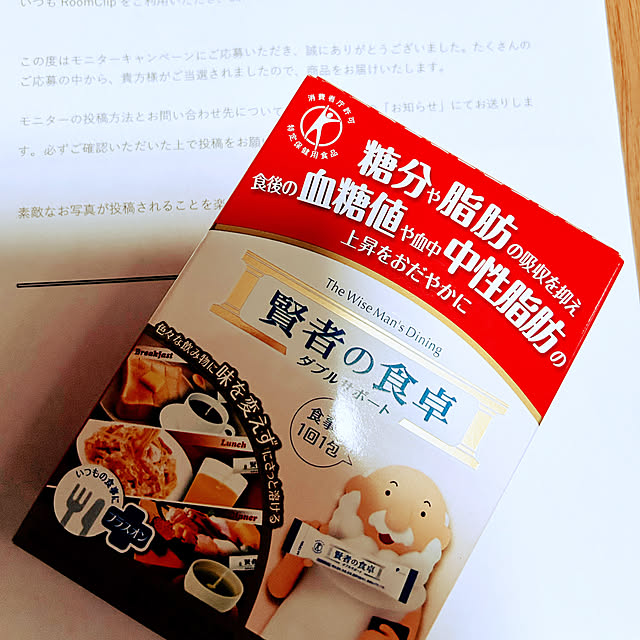 いつも RoomClip をご利用いただき、
この度はモニターキャンペーンにご応募いただき、誠にありがとうございました。たくさんの
ご応募の中から、貴方様がご当選されましたので、商品をお届けいたします。
モニターの投稿方法とお問い合わせ先につい
「お知らせ」にてお送りしま
す。必ずご確認いただいた上で投稿をお願
素敵なお写真が投稿されることを楽
消費者庁許可
特定保健用食品
糖分や脂肪の吸収を抑え
食後の血糖値や血中中性脂肪の
上昇をおだやかに
The Wise Man's Dining
賢者の食卓
ダブルサポート
食事
1回1包
色々な飲み物に味を変えずにさっと溶ける
Breakfast
Lunch
Dinner
いつもの食事に
プラスオン
賢者の食卓